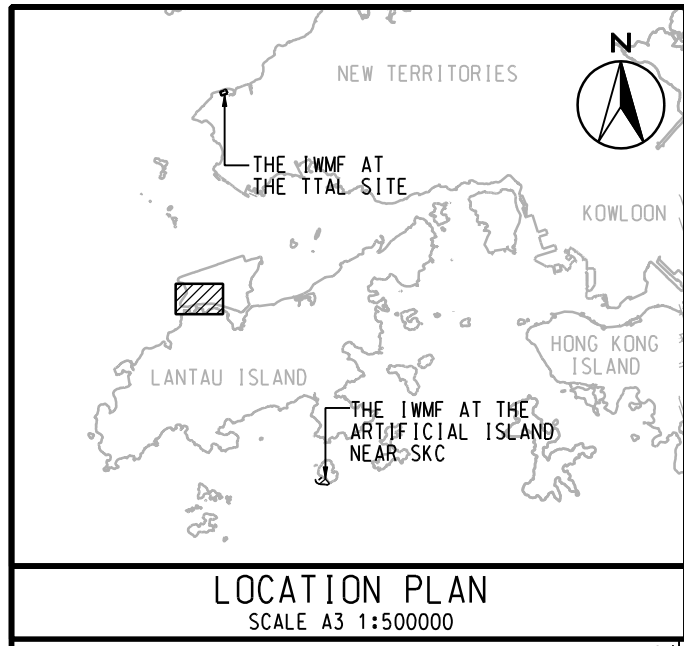 N
NEW TERRITORIES
THE IWMF AT
THE TTAL SITE
KOWLOON
HONG KONG
ISLAND
LANTAU ISLAND
THE IWMF AT THE
ARTIFICIAL ISLAND
NEAR SKC
LOCATION PLAN
SCALE A3 1:500000